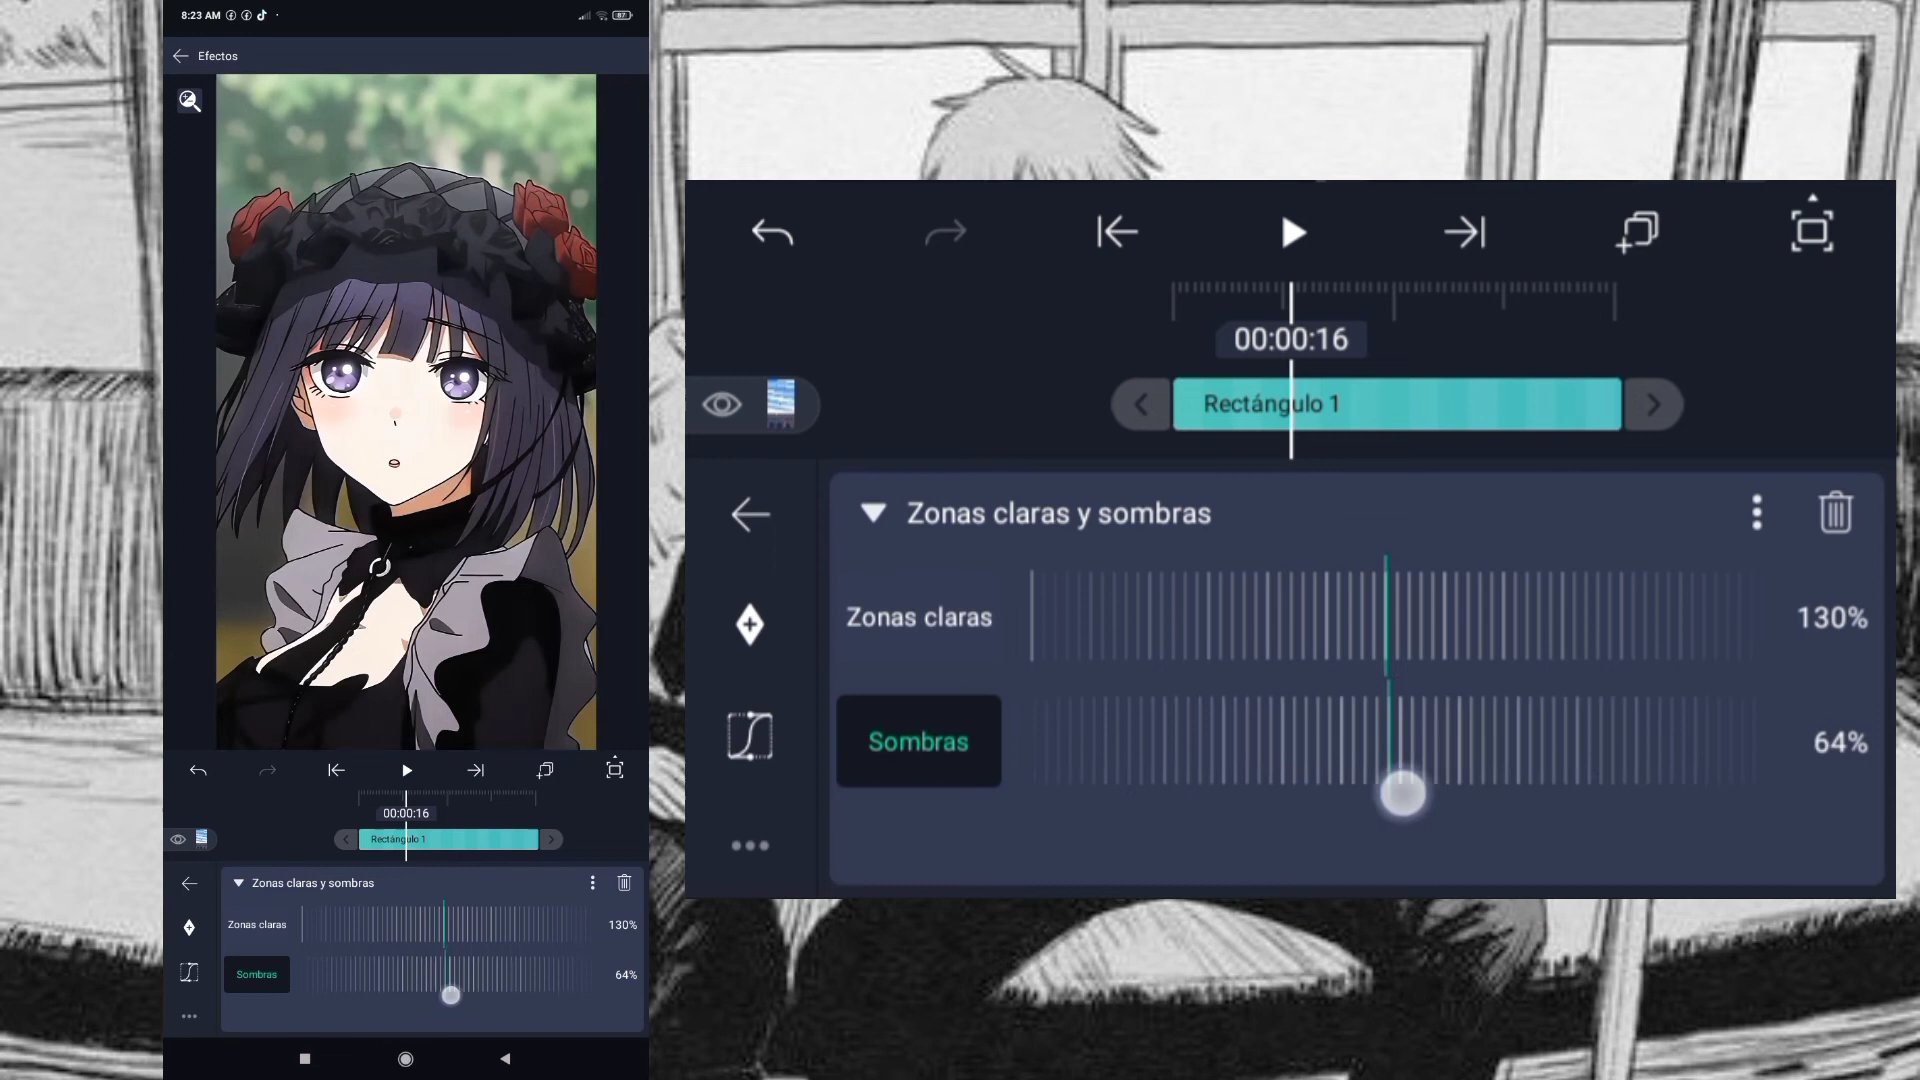 8:23 AM
87
Efectos
00:00:16
Rectángulo 1
Zonas claras y sombras
Zonas claras
130%
Sombras
64%
00:00:16
Rectángulo 1
Zonas claras y sombras
Zonas claras
130%
Sombras
64%